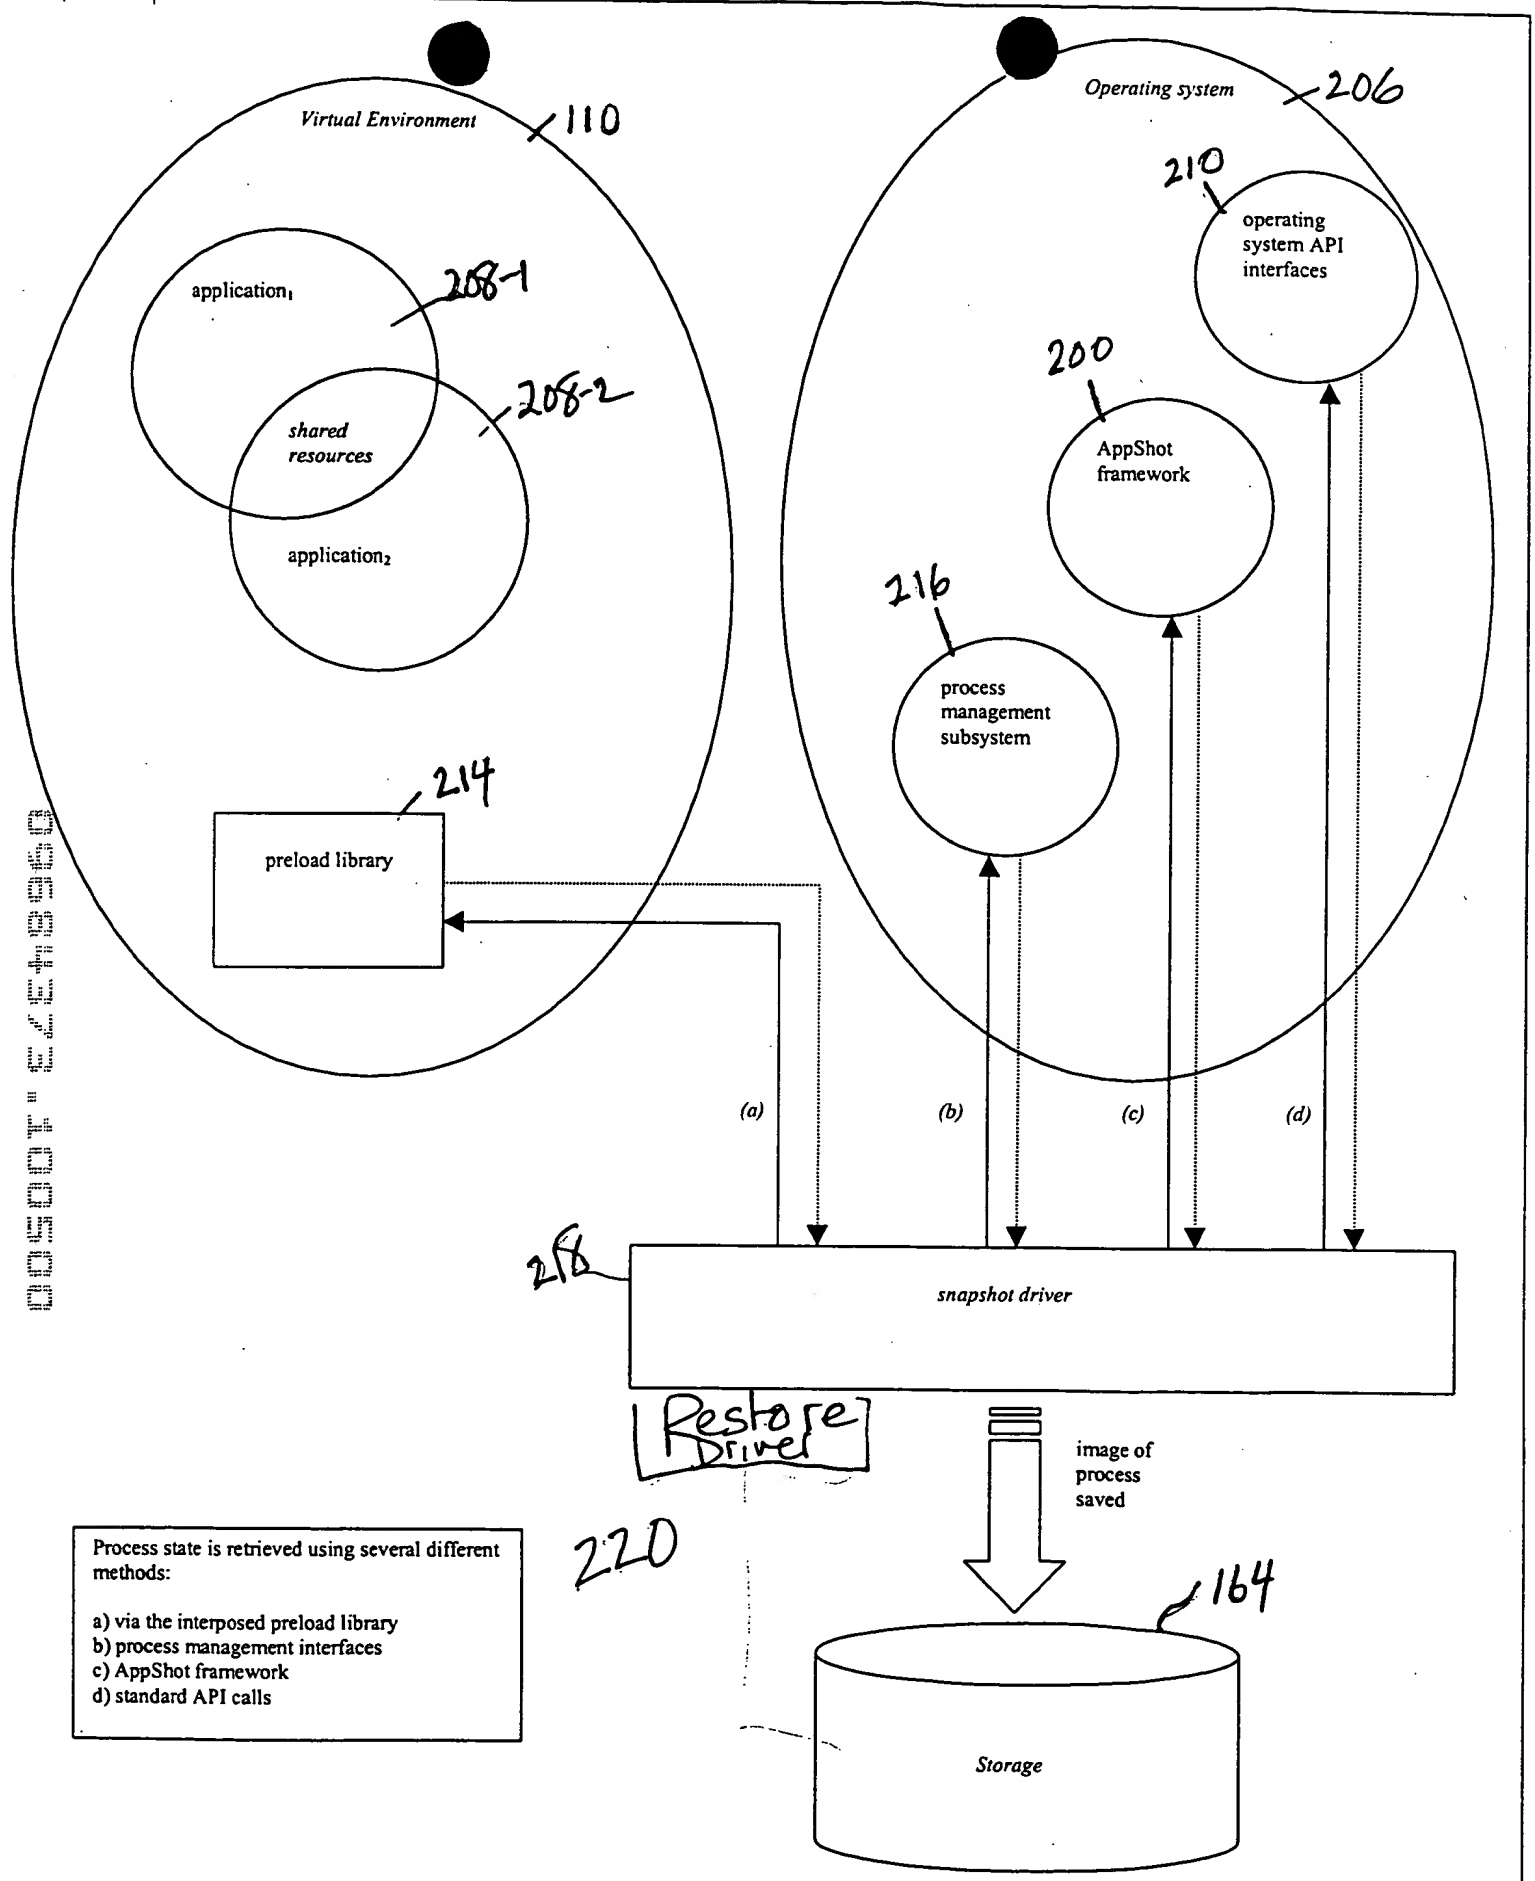 Virtual Environment
110
Operating system
206
210
operating
system API
interfaces
application₁
208-1
200
208-2
shared
resources
AppShot
framework
application₂
216
process
management
subsystem
214
preload library
09684373.100500
(a)
(b)
(c)
(d)
218
snapshot driver
Restore
Driver
image of
process
saved
220
Process state is retrieved using several different
methods:
a) via the interposed preload library
b) process management interfaces
c) AppShot framework
d) standard API calls
164
Storage